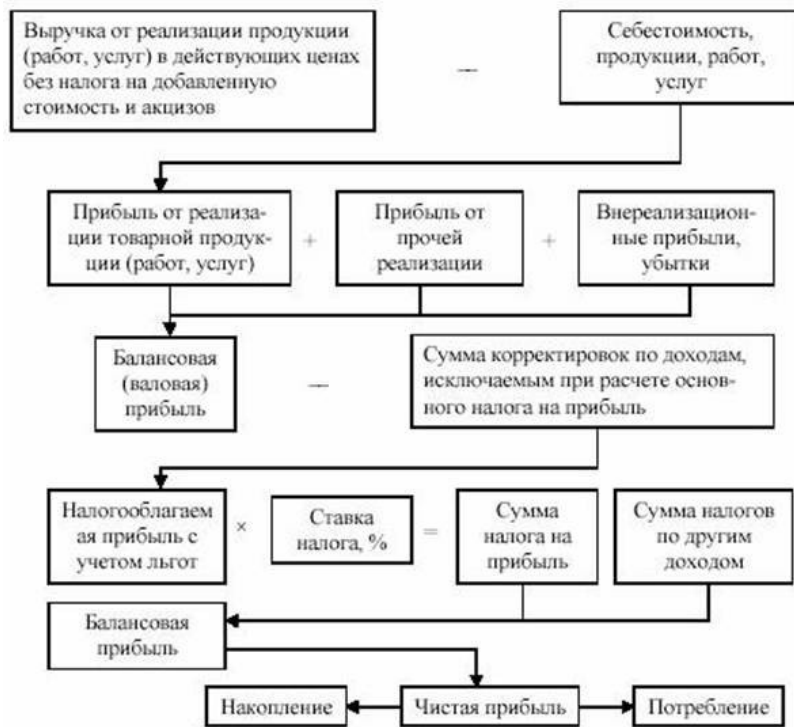 Выручка от реализации продукции
(работ, услуг) в действующих ценах
без налога на добавленную
стоимость и акцизов
—
Себестоимость,
продукции, работ,
услуг
Прибыль от реализа-
ции товарной продук-
ции (работ, услуг)
+
Прибыль от
прочей
реализации
+
Внереализацион-
ные прибыли,
убытки
Балансовая
(валовая)
прибыль
—
Сумма корректировок по доходам,
исключаемым при расчете основ-
ного налога на прибыль
Налогооблагаем
ая прибыль с
учетом льгот
×
Ставка
налога, %
=
Сумма
налога на
прибыль
Сумма налогов
по другим
доходом
Балансовая
прибыль
Накопление
Чистая прибыль
Потребление